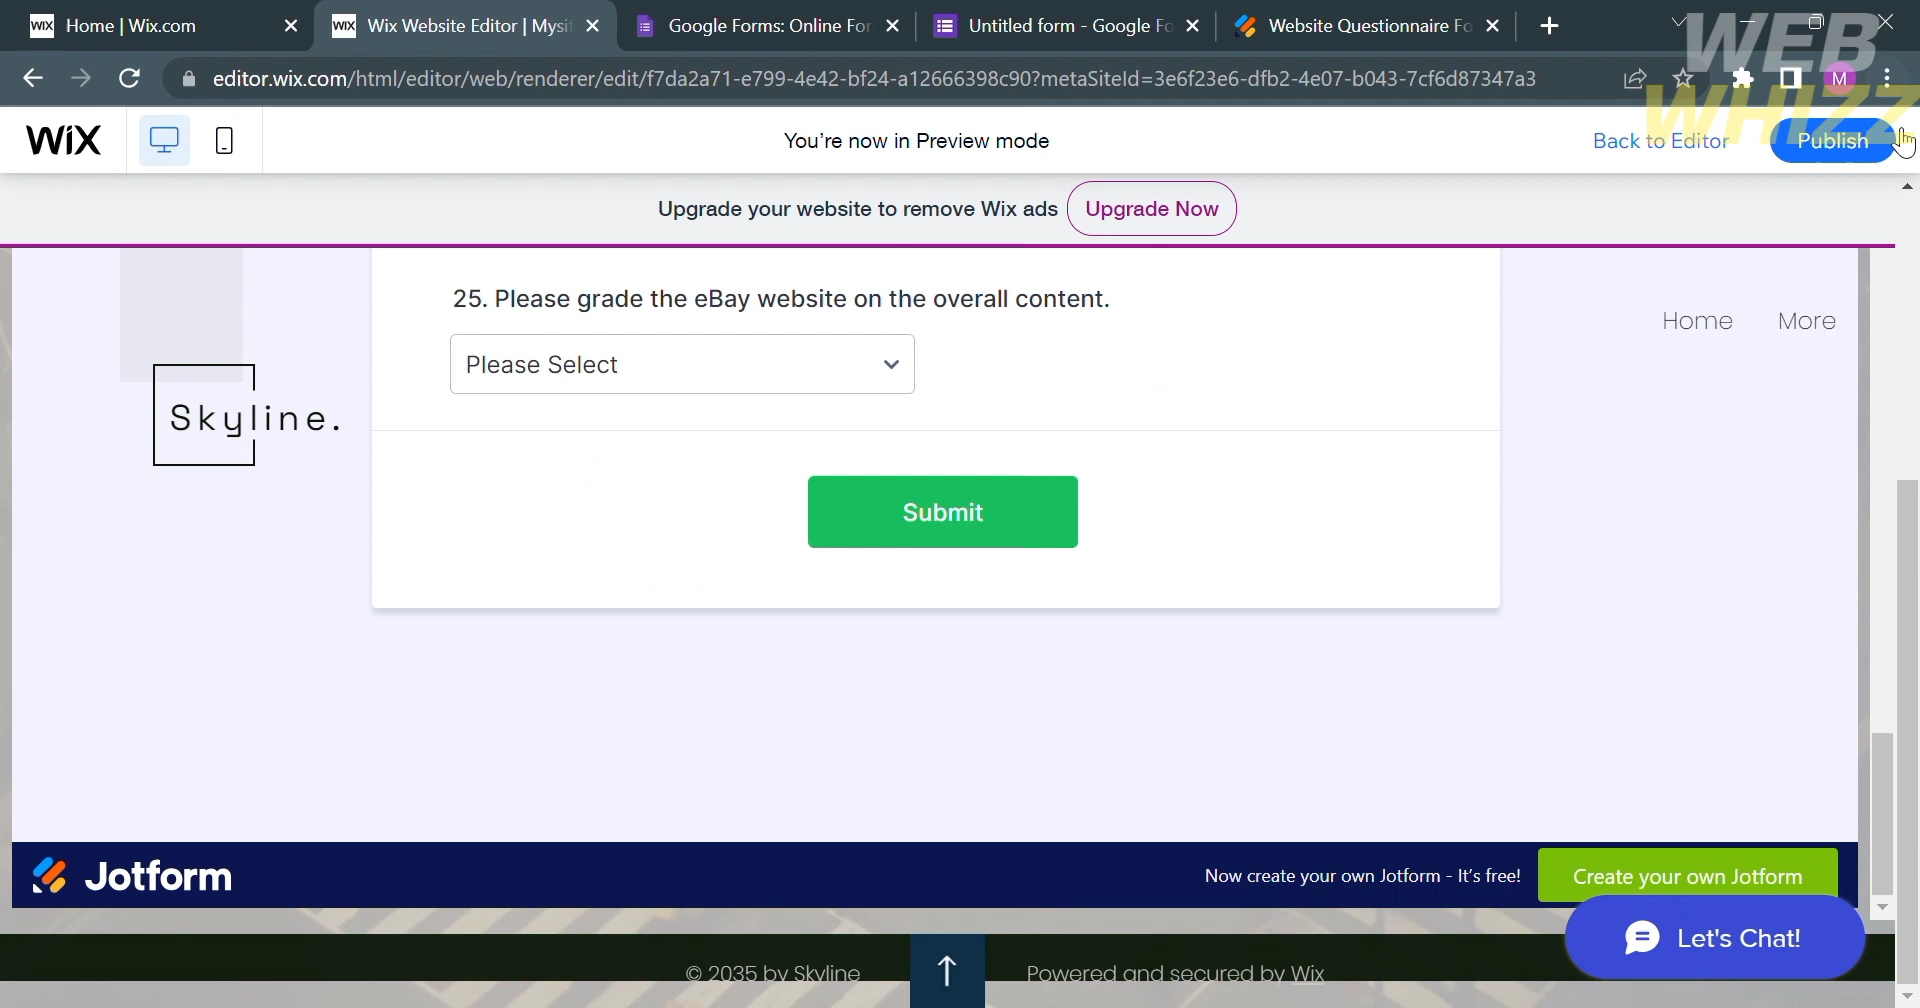 WIX Home | Wix.com
WIX Wix Website Editor | Mysit
Google Forms: Online For
Untitled form - Google Fo
Website Questionnaire Fo
editor.wix.com/html/editor/web/renderer/edit/f7da2a71-e799-4e42-bf24-a12666398c90?metaSiteId=3e6f23e6-dfb2-4e07-b043-7cf6d87347a3
M
WEB
WHIZZ
WIX
You're now in Preview mode
Back to Editor
Publish
Upgrade your website to remove Wix ads
Upgrade Now
25. Please grade the eBay website on the overall content.
Home
More
Please Select
Skyline.
Submit
Jotform
Now create your own Jotform - It's free!
Create your own Jotform
Let's Chat!
© 2035 by Skyline
Powered and secured by Wix